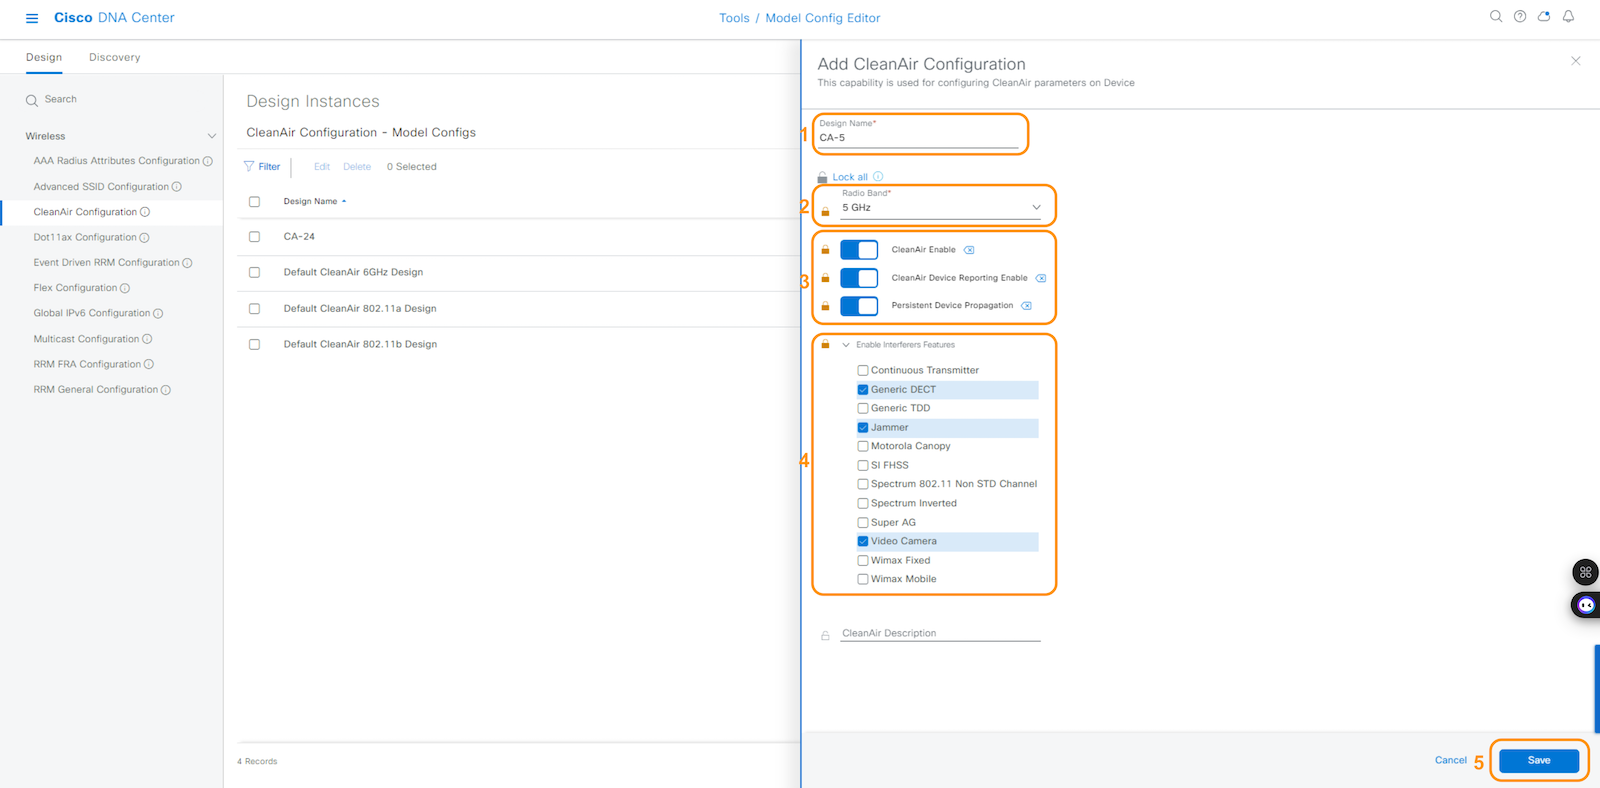 Cisco DNA Center
Tools / Model Config Editor
Design
Discovery
Search
Wireless
AAA Radius Attributes Configuration
Advanced SSID Configuration
CleanAir Configuration
Dot11ax Configuration
Event Driven RRM Configuration
Flex Configuration
Global IPv6 Configuration
Multicast Configuration
RRM FRA Configuration
RRM General Configuration
Design Instances
CleanAir Configuration - Model Configs
Filter
Edit
Delete
0 Selected
Design Name
CA-24
Default CleanAir 6GHz Design
Default CleanAir 802.11a Design
Default CleanAir 802.11b Design
4 Records
Add CleanAir Configuration
This capability is used for configuring CleanAir parameters on Device
1
Design Name*
CA-5
Lock all
2
Radio Band*
5 GHz
3
CleanAir Enable
CleanAir Device Reporting Enable
Persistent Device Propagation
4
Enable Interferers Features
Continuous Transmitter
Generic DECT
Generic TDD
Jammer
Motorola Canopy
SI FHSS
Spectrum 802.11 Non STD Channel
Spectrum Inverted
Super AG
Video Camera
Wimax Fixed
Wimax Mobile
CleanAir Description
Cancel
5
Save